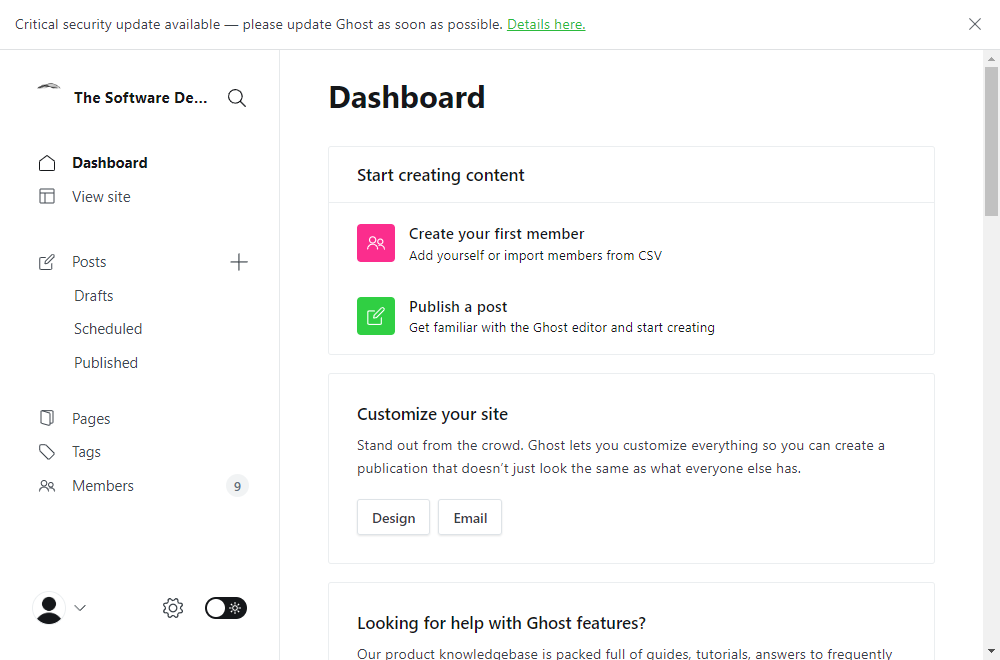 Critical security update available — please update Ghost as soon as possible. Details here.
The Software De...
Dashboard
View site
Posts
Drafts
Scheduled
Published
Pages
Tags
Members
9
Dashboard
Start creating content
Create your first member
Add yourself or import members from CSV
Publish a post
Get familiar with the Ghost editor and start creating
Customize your site
Stand out from the crowd. Ghost lets you customize everything so you can create a
publication that doesn't just look the same as what everyone else has.
Design
Email
Looking for help with Ghost features?
Our product knowledgebase is packed full of guides, tutorials, answers to frequently